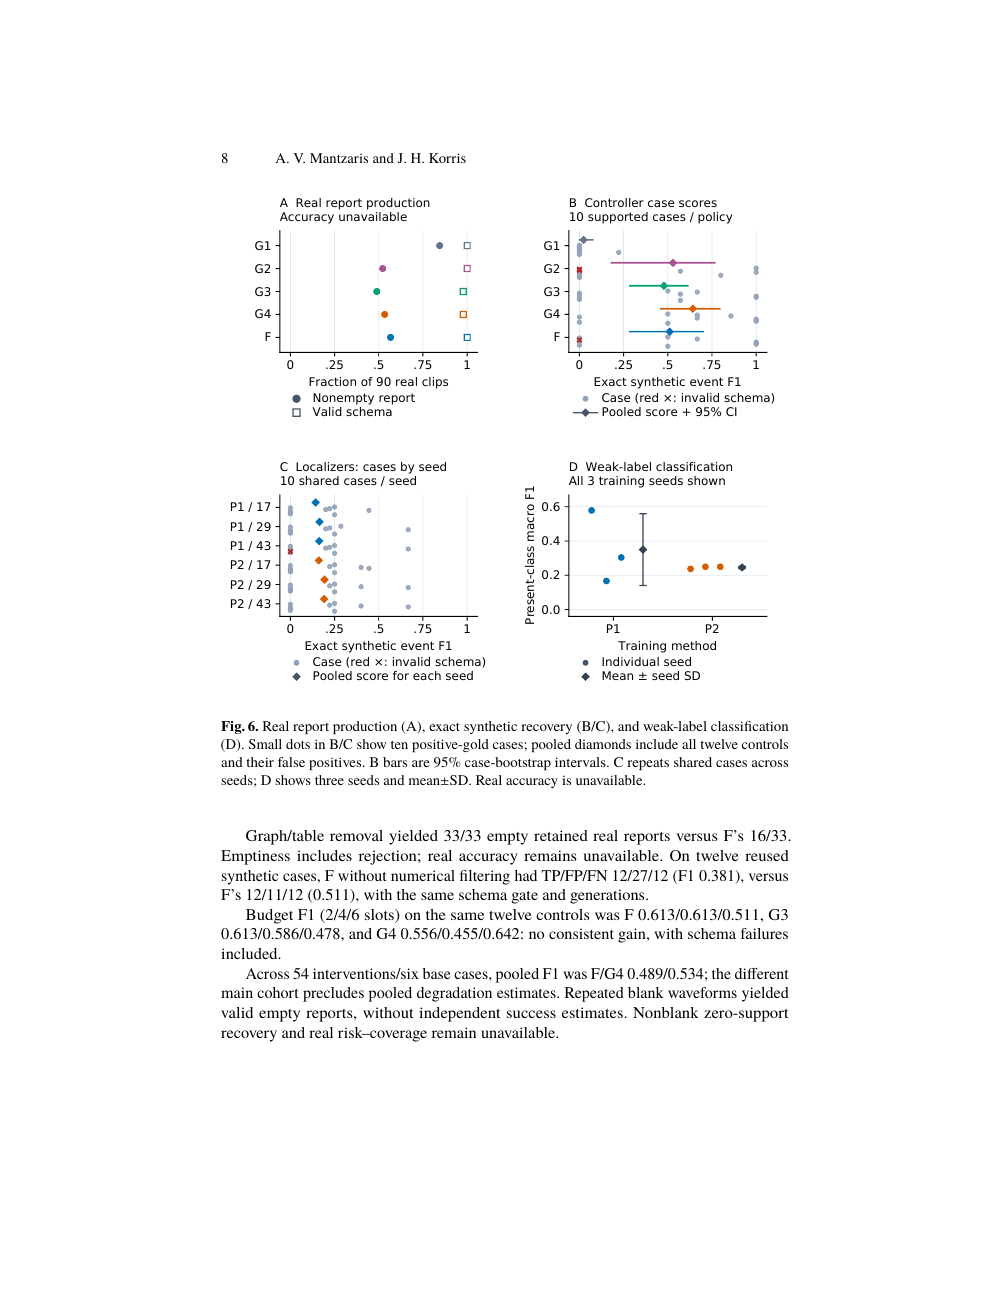 8 A. V. Mantzaris and J. H. Korris
A Real report production
Accuracy unavailable
G1
G2
G3
G4
F
0 .25 .5 .75 1
Fraction of 90 real clips
Nonempty report
Valid schema
B Controller case scores
10 supported cases / policy
G1
G2
G3
G4
F
0 .25 .5 .75 1
Exact synthetic event F1
Case (red ×: invalid schema)
Pooled score + 95% CI
C Localizers: cases by seed
10 shared cases / seed
P1 / 17
P1 / 29
P1 / 43
P2 / 17
P2 / 29
P2 / 43
0 .25 .5 .75 1
Exact synthetic event F1
Case (red ×: invalid schema)
Pooled score for each seed
D Weak-label classification
All 3 training seeds shown
Present-class macro F1
0.6
0.4
0.2
0.0
P1 P2
Training method
Individual seed
Mean ± seed SD
Fig. 6. Real report production (A), exact synthetic recovery (B/C), and weak-label classification
(D). Small dots in B/C show ten positive-gold cases; pooled diamonds include all twelve controls
and their false positives. B bars are 95% case-bootstrap intervals. C repeats shared cases across
seeds; D shows three seeds and mean±SD. Real accuracy is unavailable.
Graph/table removal yielded 33/33 empty retained real reports versus F’s 16/33.
Emptiness includes rejection; real accuracy remains unavailable. On twelve reused
synthetic cases, F without numerical filtering had TP/FP/FN 12/27/12 (F1 0.381), versus
F’s 12/11/12 (0.511), with the same schema gate and generations.
Budget F1 (2/4/6 slots) on the same twelve controls was F 0.613/0.613/0.511, G3
0.613/0.586/0.478, and G4 0.556/0.455/0.642: no consistent gain, with schema failures
included.
Across 54 interventions/six base cases, pooled F1 was F/G4 0.489/0.534; the different
main cohort precludes pooled degradation estimates. Repeated blank waveforms yielded
valid empty reports, without independent success estimates. Nonblank zero-support
recovery and real risk–coverage remain unavailable.